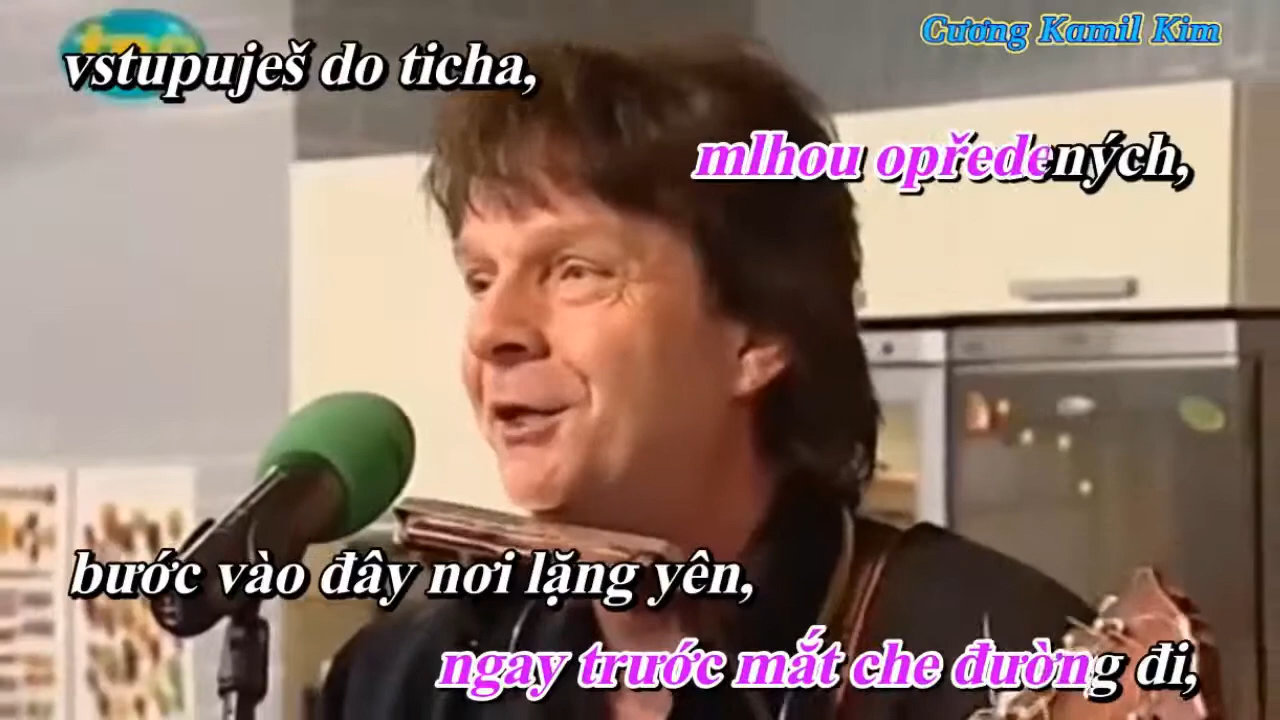 Cương Kamil Kim
vstupuješ do ticha,
mlhou opředených,
bước vào đây nơi lặng yên,
ngay trước mắt che đường đi,